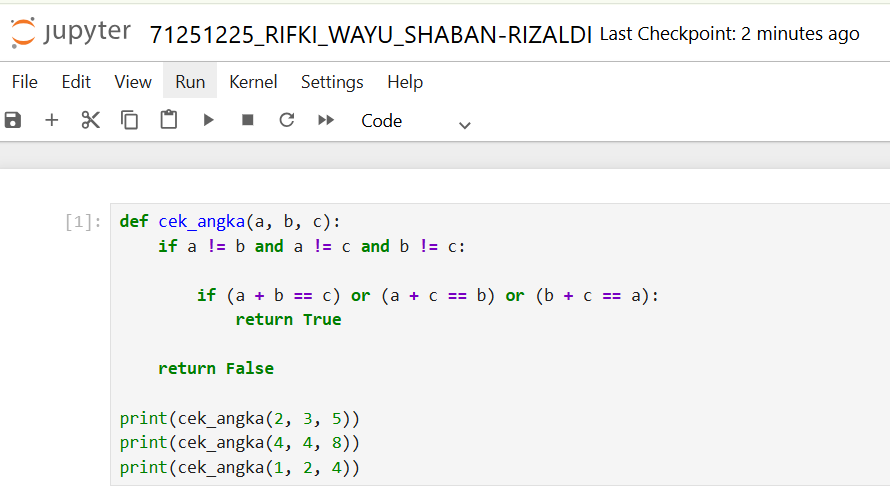 jupyter 71251225_RIFKI_WAYU_SHABAN-RIZALDI Last Checkpoint: 2 minutes ago
File Edit View Run Kernel Settings Help
Code
[1]: def cek_angka(a, b, c):
    if a != b and a != c and b != c:
        if (a + b == c) or (a + c == b) or (b + c == a):
            return True
    return False
print(cek_angka(2, 3, 5))
print(cek_angka(4, 4, 8))
print(cek_angka(1, 2, 4))